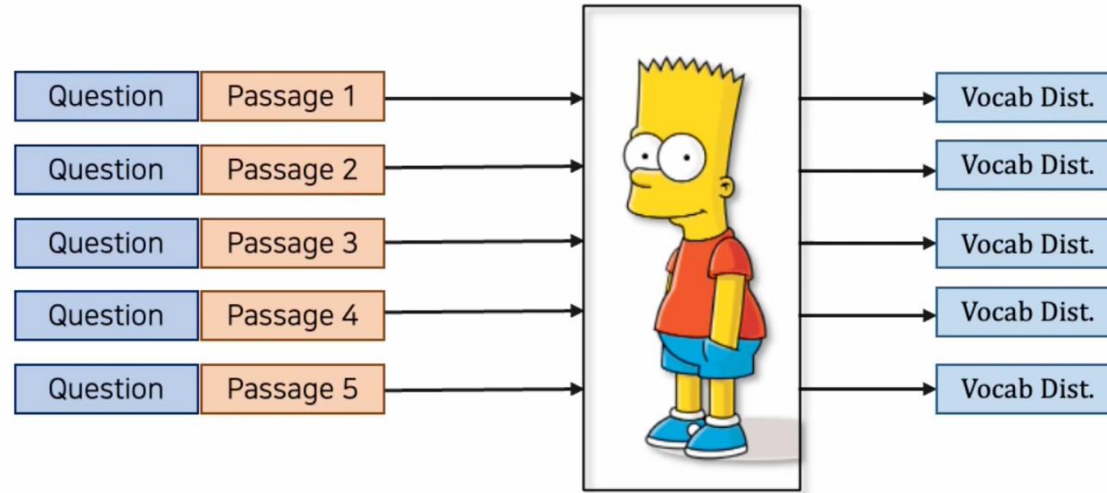 Question Passage 1 Vocab Dist.
Question Passage 2 Vocab Dist.
Question Passage 3 Vocab Dist.
Question Passage 4 Vocab Dist.
Question Passage 5 Vocab Dist.